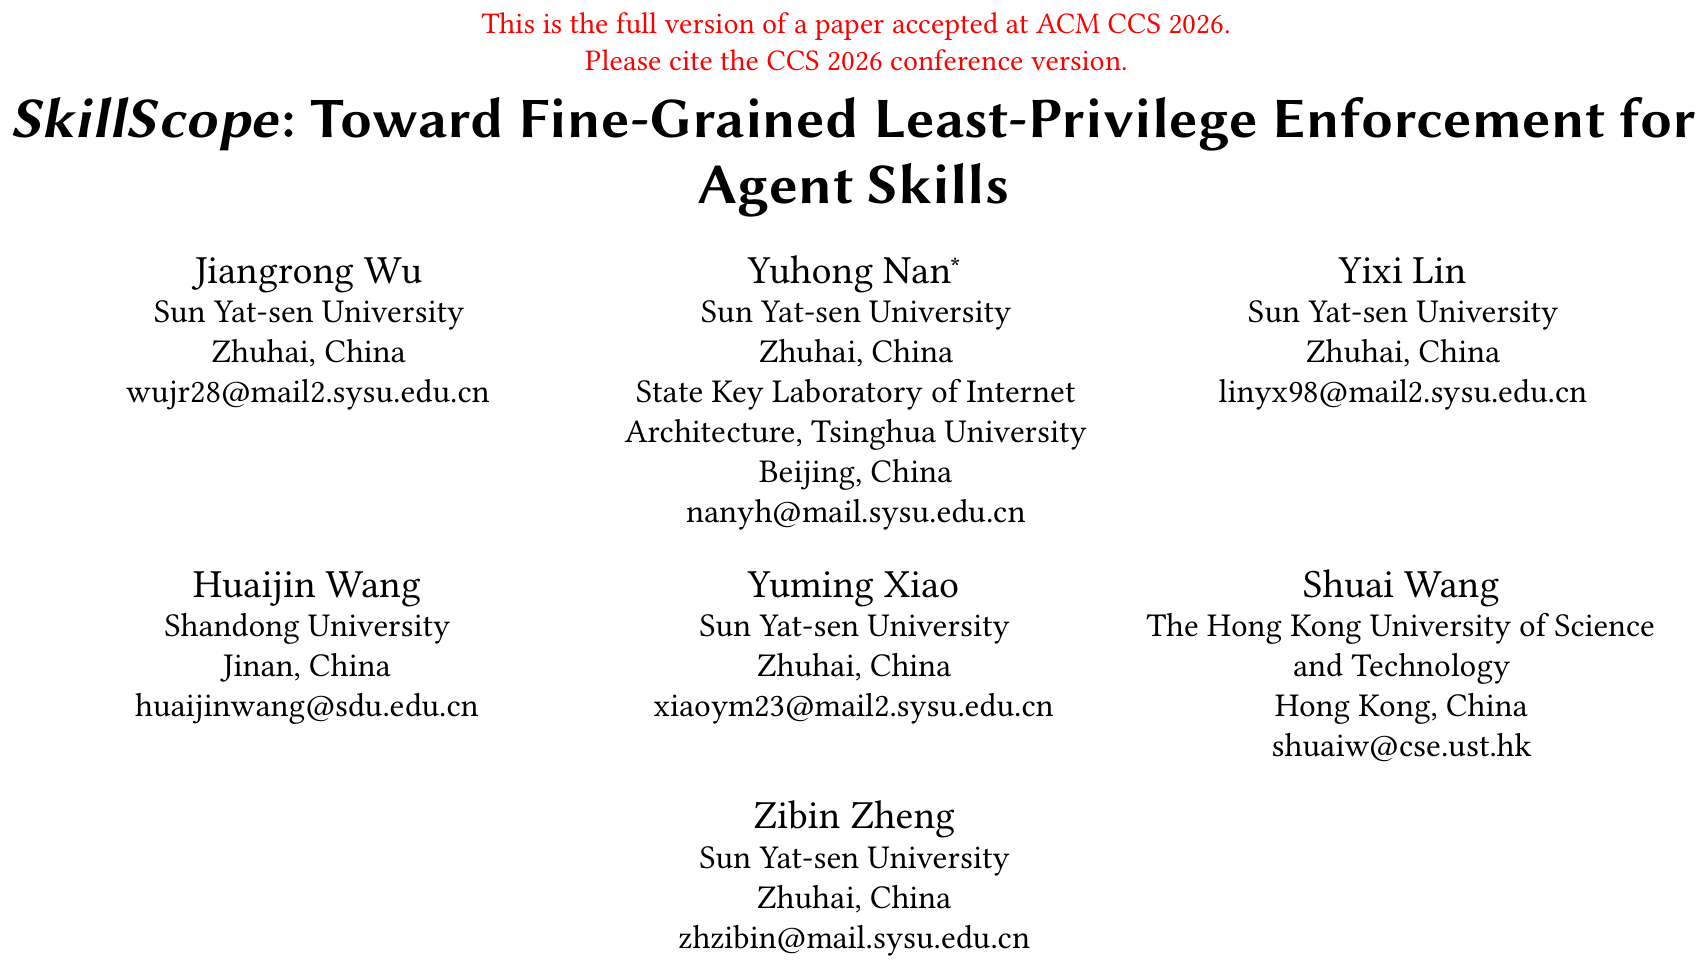 This is the full version of a paper accepted at ACM CCS 2026.
Please cite the CCS 2026 conference version.
SkillScope: Toward Fine-Grained Least-Privilege Enforcement for
Agent Skills
Jiangrong Wu
Sun Yat-sen University
Zhuhai, China
wujr28@mail2.sysu.edu.cn
Yuhong Nan*
Sun Yat-sen University
Zhuhai, China
State Key Laboratory of Internet
Architecture, Tsinghua University
Beijing, China
nanyh@mail.sysu.edu.cn
Yixi Lin
Sun Yat-sen University
Zhuhai, China
linyx98@mail2.sysu.edu.cn
Huaijin Wang
Shandong University
Jinan, China
huaijinwang@sdu.edu.cn
Yuming Xiao
Sun Yat-sen University
Zhuhai, China
xiaoym23@mail2.sysu.edu.cn
Shuai Wang
The Hong Kong University of Science
and Technology
Hong Kong, China
shuaiw@cse.ust.hk
Zibin Zheng
Sun Yat-sen University
Zhuhai, China
zhzibin@mail.sysu.edu.cn